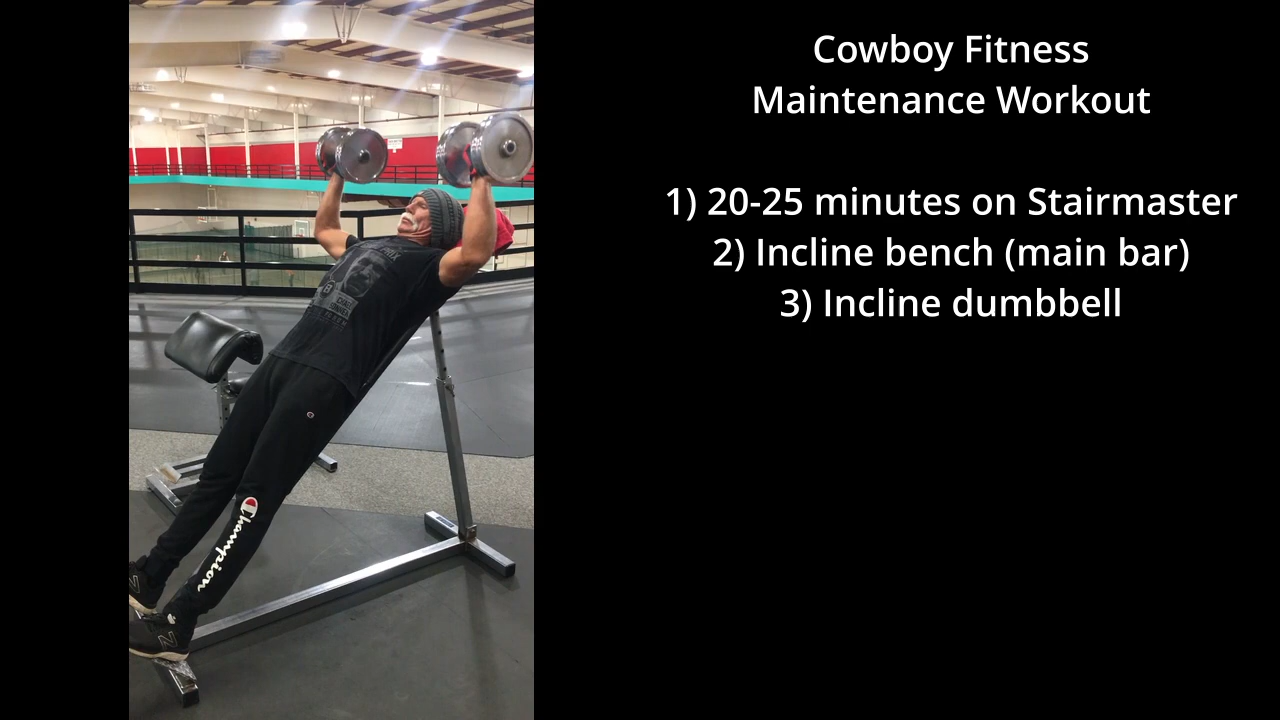 Cowboy Fitness
Maintenance Workout
1) 20-25 minutes on Stairmaster
2) Incline bench (main bar)
3) Incline dumbbell
Champion